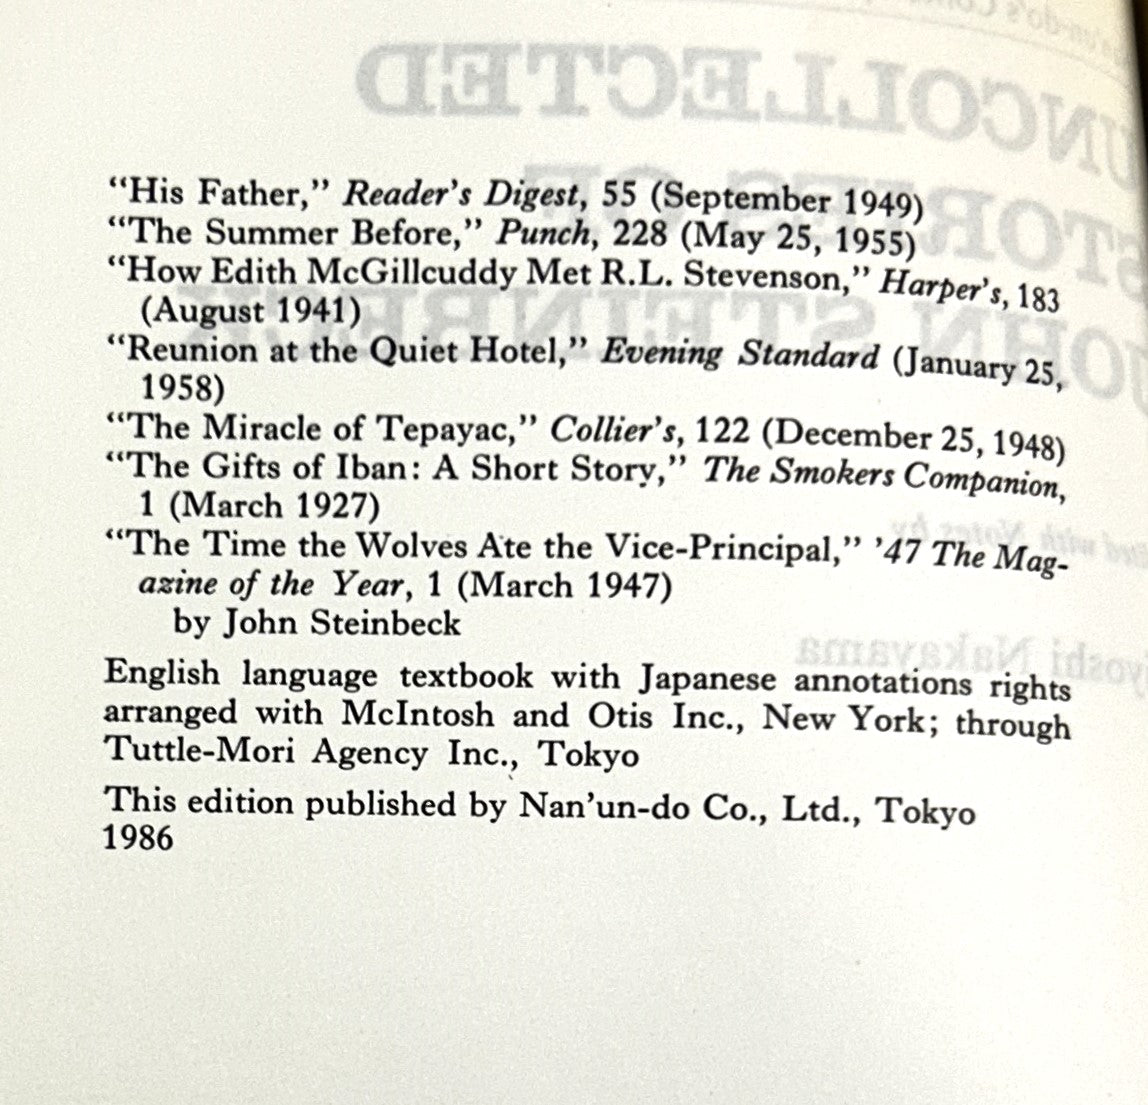 “His Father,” Reader’s Digest, 55 (September 1949)
“The Summer Before,” Punch, 228 (May 25, 1955)
“How Edith McGillcuddy Met R.L. Stevenson,” Harper’s, 183
(August 1941)
“Reunion at the Quiet Hotel,” Evening Standard (January 25,
1958)
“The Miracle of Tepayac,” Collier’s, 122 (December 25, 1948)
“The Gifts of Iban: A Short Story,” The Smokers Companion,
1 (March 1927)
“The Time the Wolves Ate the Vice-Principal,” ’47 The Mag-
azine of the Year, 1 (March 1947)
by John Steinbeck
English language textbook with Japanese annotations rights
arranged with McIntosh and Otis Inc., New York; through
Tuttle-Mori Agency Inc., Tokyo
This edition published by Nan’un-do Co., Ltd., Tokyo
1986